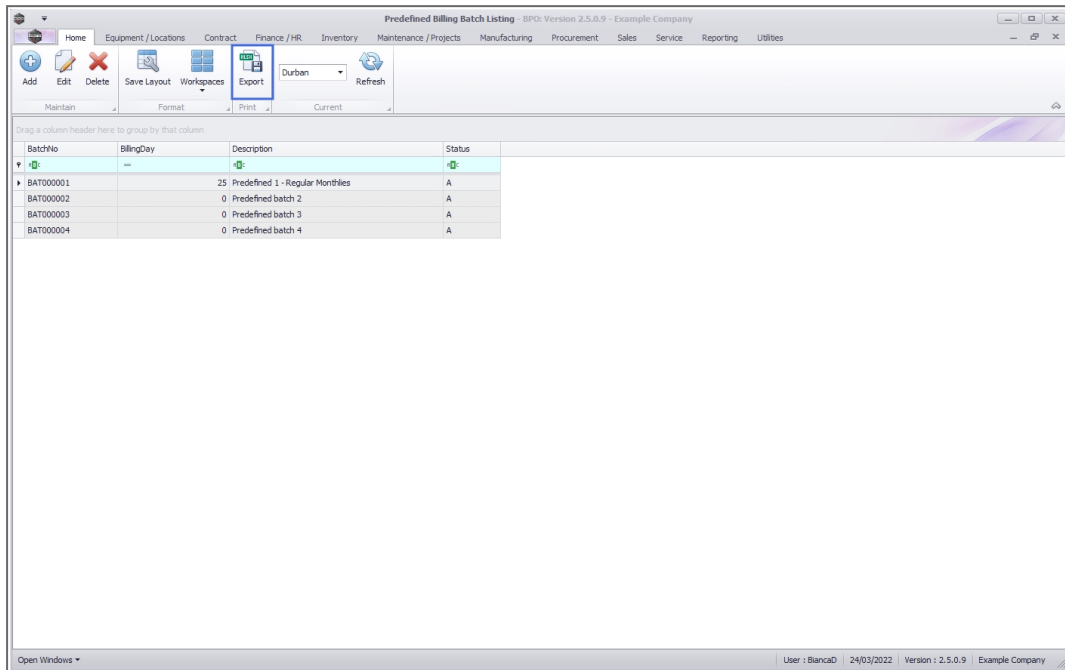 Predefined Billing Batch Listing - BPO: Version 2.5.0.9 - Example Company
Home Equipment / Locations Contract Finance / HR Inventory Maintenance / Projects Manufacturing Procurement Sales Service Reporting Utilities
Add Edit Delete Save Layout Workspaces Export Durban Refresh
Maintain Format Print Current
Drag a column header here to group by that column
BatchNo BillingDay Description Status
BAT000001 25 Predefined 1 - Regular Monthlies A
BAT000002 0 Predefined batch 2 A
BAT000003 0 Predefined batch 3 A
BAT000004 0 Predefined batch 4 A
Open Windows User : BiancaD 24/03/2022 Version : 2.5.0.9 Example Company